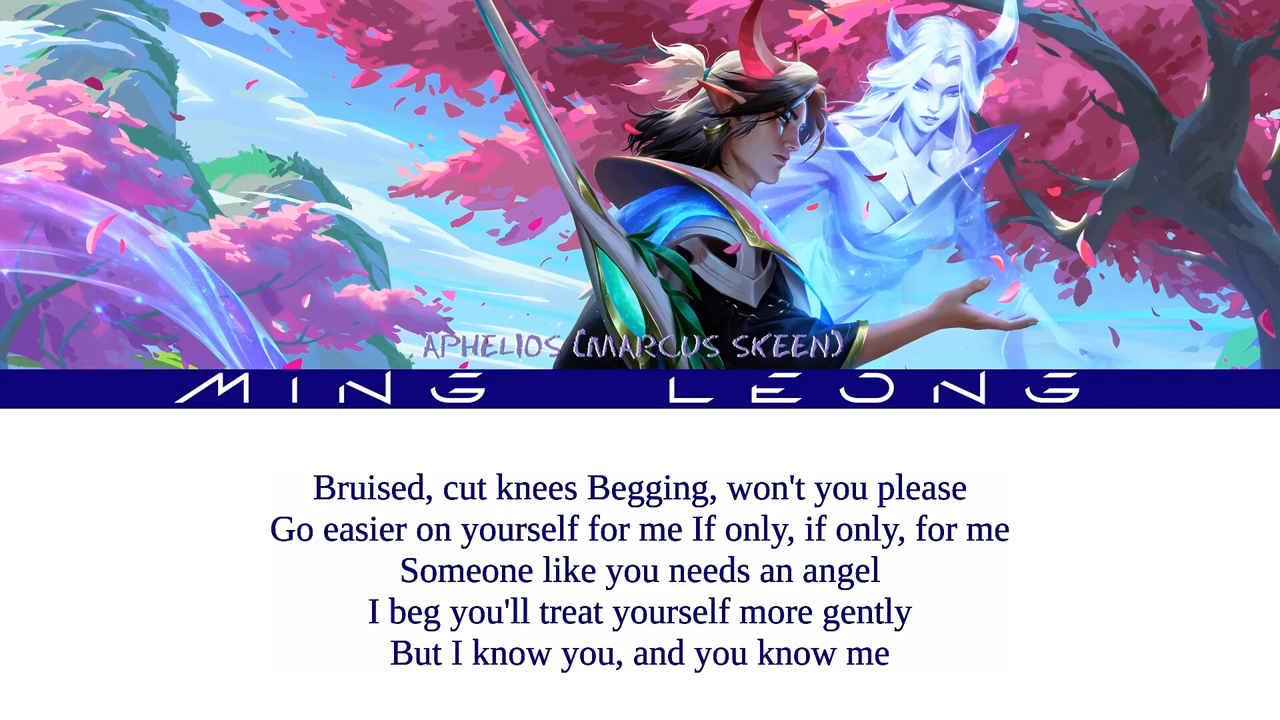 APHELIOS (MARCUS SKEEN)
MING LEONG
Bruised, cut knees Begging, won't you please
Go easier on yourself for me If only, if only, for me
Someone like you needs an angel
I beg you'll treat yourself more gently
But I know you, and you know me